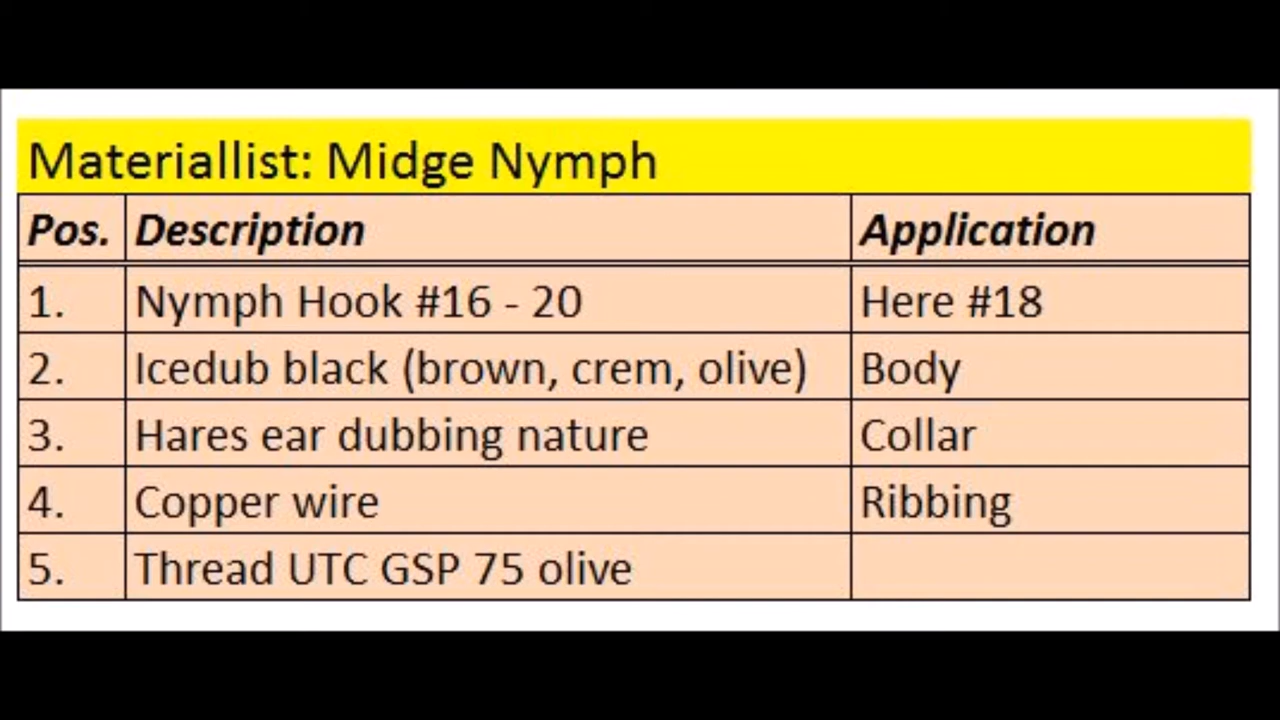 Materiallist: Midge Nymph
Pos. Description Application
1. Nymph Hook #16 - 20 Here #18
2. Icedub black (brown, crem, olive) Body
3. Hares ear dubbing nature Collar
4. Copper wire Ribbing
5. Thread UTC GSP 75 olive